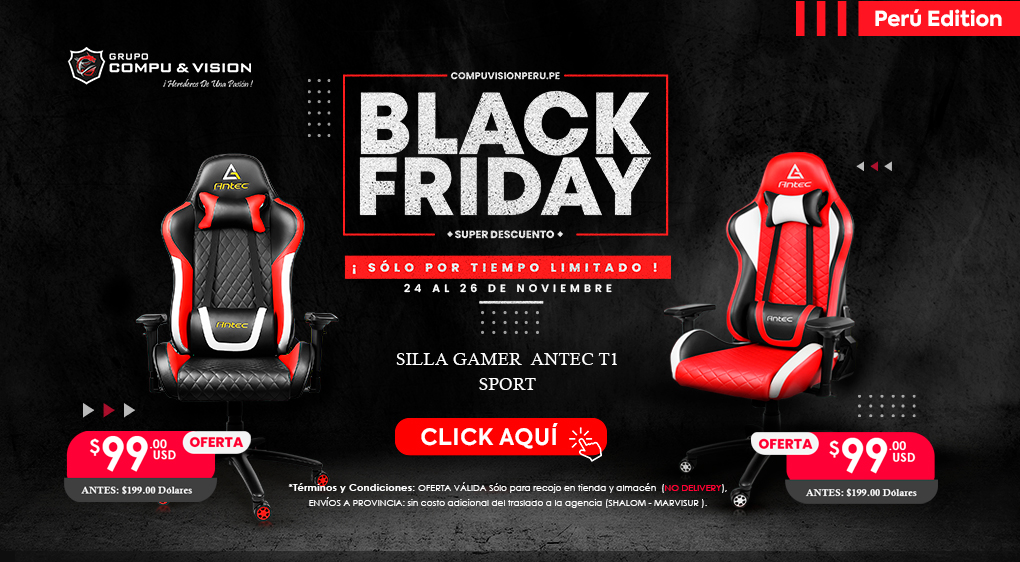 Perú Edition
GRUPO
COMPU & VISION
¡ Herederos De Una Pasión !
COMPUVISIONPERU.PE
BLACK
FRIDAY
SUPER DESCUENTO
¡ SÓLO POR TIEMPO LIMITADO !
24 AL 26 DE NOVIEMBRE
Antec
Antec
Antec
Antec
SILLA GAMER ANTEC T1
SPORT
CLICK AQUÍ
$99.00 USD
OFERTA
ANTES: $199.00 Dólares
OFERTA
$99.00 USD
ANTES: $199.00 Dólares
*Términos y Condiciones: OFERTA VÁLIDA Sólo para recojo en tienda y almacén (NO DELIVERY),
ENVÍOS A PROVINCIA: sin costo adicional del traslado a la agencia (SHALOM - MARVISUR ).